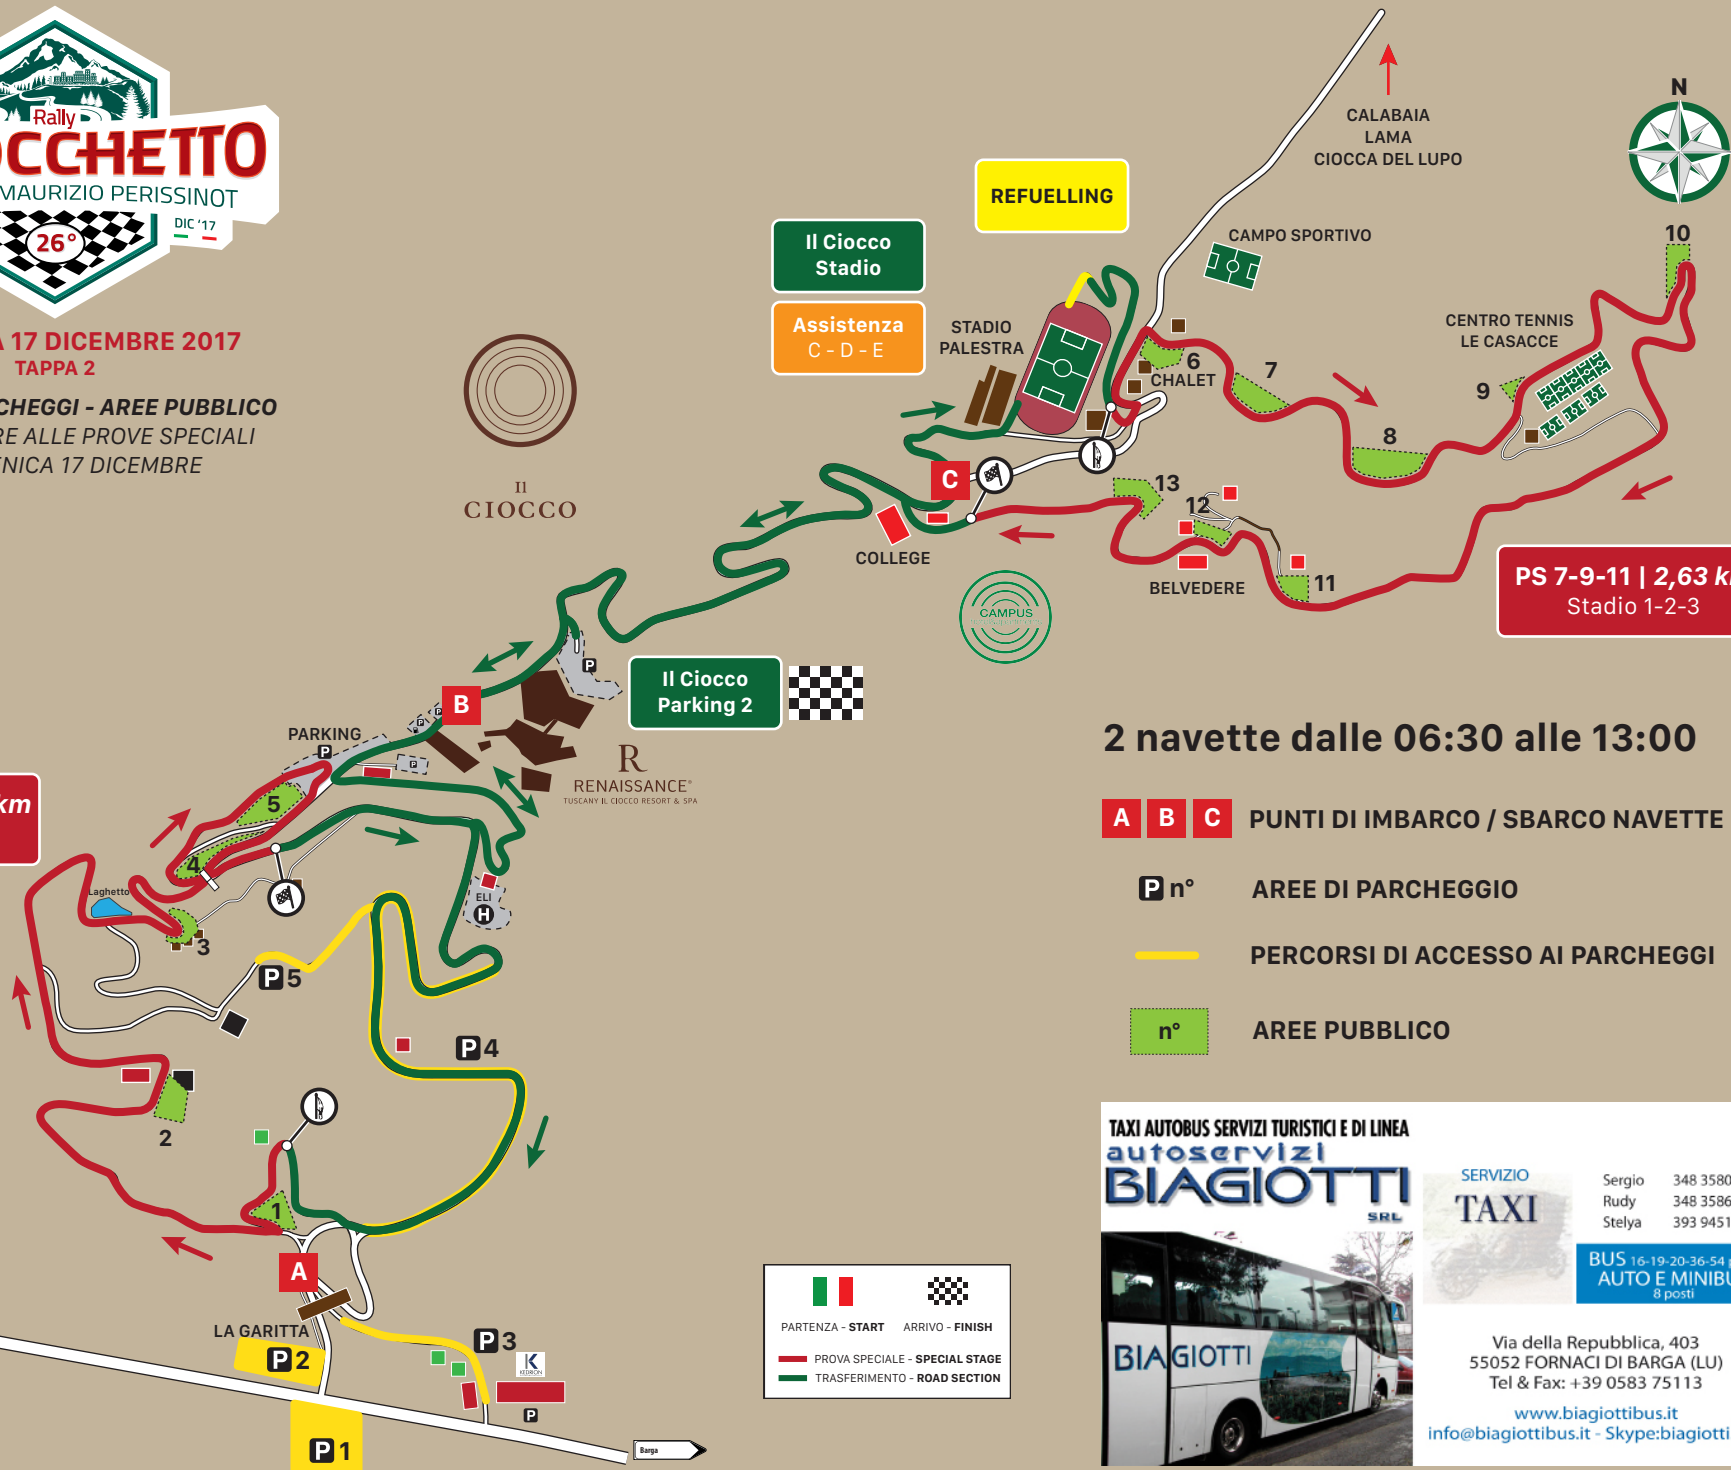 Rally
OCCHETTO
MAURIZIO PERISSINOT
DIC '17
26°
A 17 DICEMBRE 2017
TAPPA 2
CHEGGI - AREE PUBBLICO
RE ALLE PROVE SPECIALI
ENICA 17 DICEMBRE
Il
CIOCCO
Il Ciocco
Stadio
Assistenza
C - D - E
REFUELLING
STADIO
PALESTRA
CALABAIA
LAMA
CIOCCA DEL LUPO
CAMPO SPORTIVO
N
10
CENTRO TENNIS
LE CASACCE
6
CHALET
7
8
9
C
13
12
COLLEGE
BELVEDERE
11
CAMPUS
PS 7-9-11 | 2,63 k
Stadio 1-2-3
Il Ciocco
Parking 2
P
B
P
P
PARKING
P
P
R
RENAISSANCE®
TUSCANY IL CIOCCO RESORT & SPA
km
5
4
Laghetto
3
ELI
H
P 5
P 4
2
1
A
LA GARITTA
P 2
P 3
K
KEDRION
P
P 1
Barga
2 navette dalle 06:30 alle 13:00
A B C PUNTI DI IMBARCO / SBARCO NAVETTE
P n° AREE DI PARCHEGGIO
PERCORSI DI ACCESSO AI PARCHEGGI
n° AREE PUBBLICO
PARTENZA - START ARRIVO - FINISH
PROVA SPECIALE - SPECIAL STAGE
TRASFERIMENTO - ROAD SECTION
TAXI AUTOBUS SERVIZI TURISTICI E DI LINEA
autoservizi
BIAGIOTTI
SRL
BIAGIOTTI
SERVIZIO
TAXI
Sergio 348 3580
Rudy 348 3586
Stelya 393 9451
BUS 16-19-20-36-54 p
AUTO E MINIBU
8 posti
Via della Repubblica, 403
55052 FORNACI DI BARGA (LU)
Tel & Fax: +39 0583 75113
www.biagiottibus.it
info@biagiottibus.it - Skype:biagiotti